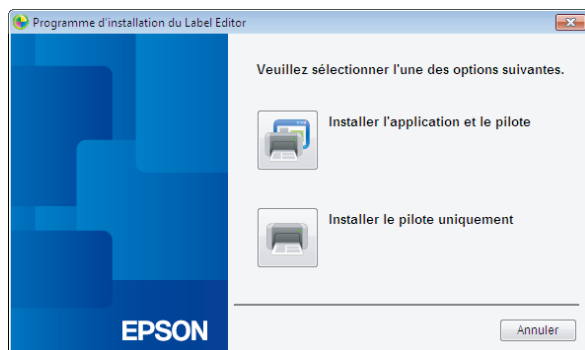 Programme d'installation du Label Editor
Veuillez sélectionner l'une des options suivantes.
Installer l'application et le pilote
Installer le pilote uniquement
EPSON
Annuler